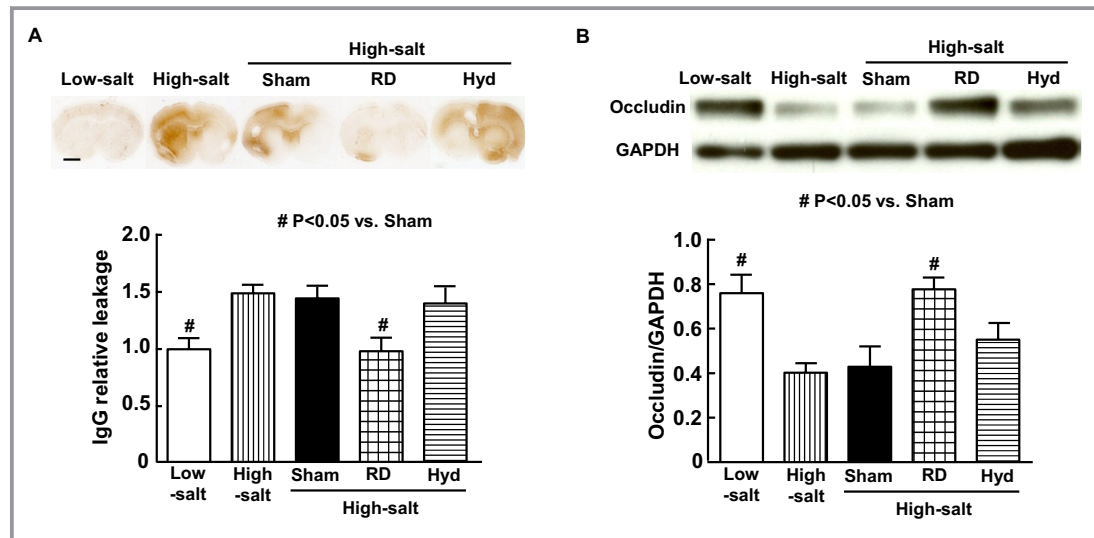 A
High-salt
Low-salt High-salt Sham RD Hyd
# P<0.05 vs. Sham
IgG relative leakage
2.0
1.5
1.0
1.5
0
#
#
Low
-salt
High
-salt
Sham RD Hyd
High-salt
B
High-salt
Low-salt High-salt Sham RD Hyd
Occludin
GAPDH
# P<0.05 vs. Sham
Occludin/GAPDH
1.0
0.8
0.6
0.4
0.2
0
#
#
Low
-salt
High
-salt
Sham RD Hyd
High-salt